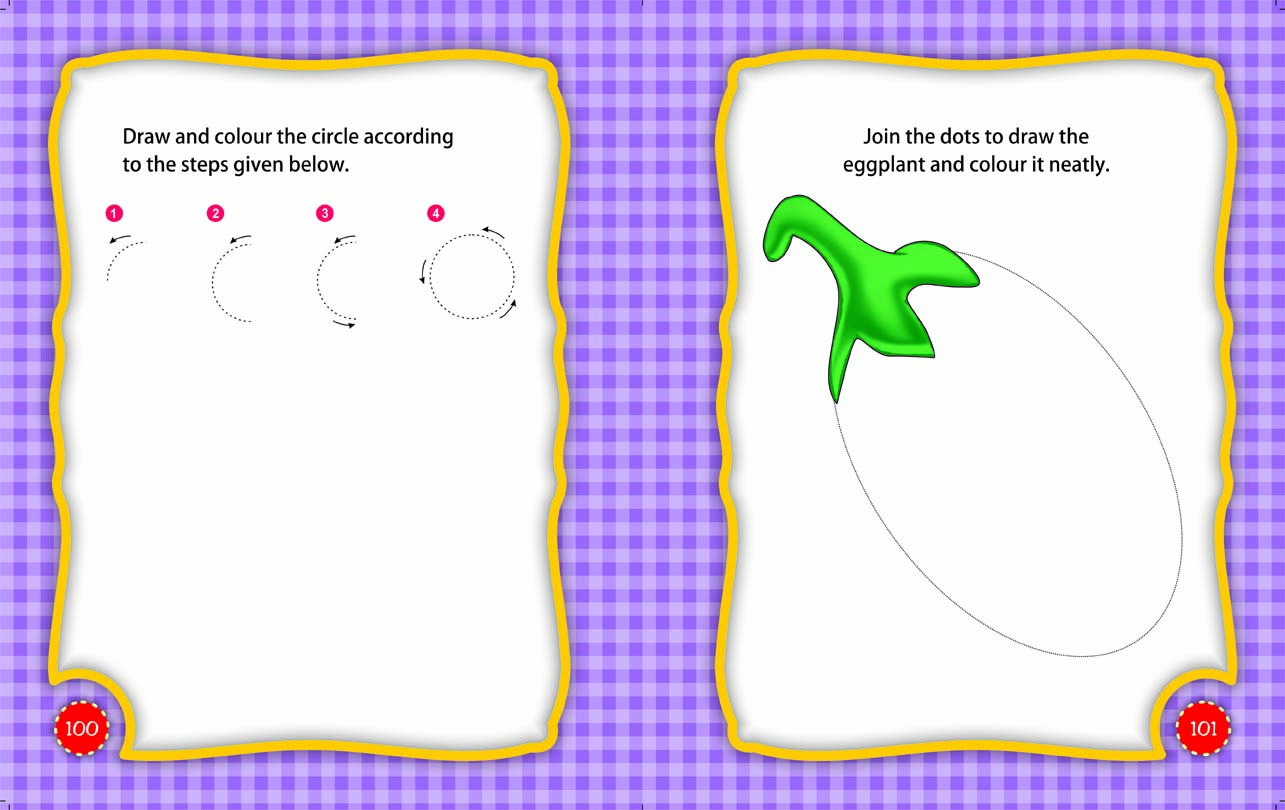 Draw and colour the circle according
to the steps given below.
1 2 3 4
100
Join the dots to draw the
eggplant and colour it neatly.
101